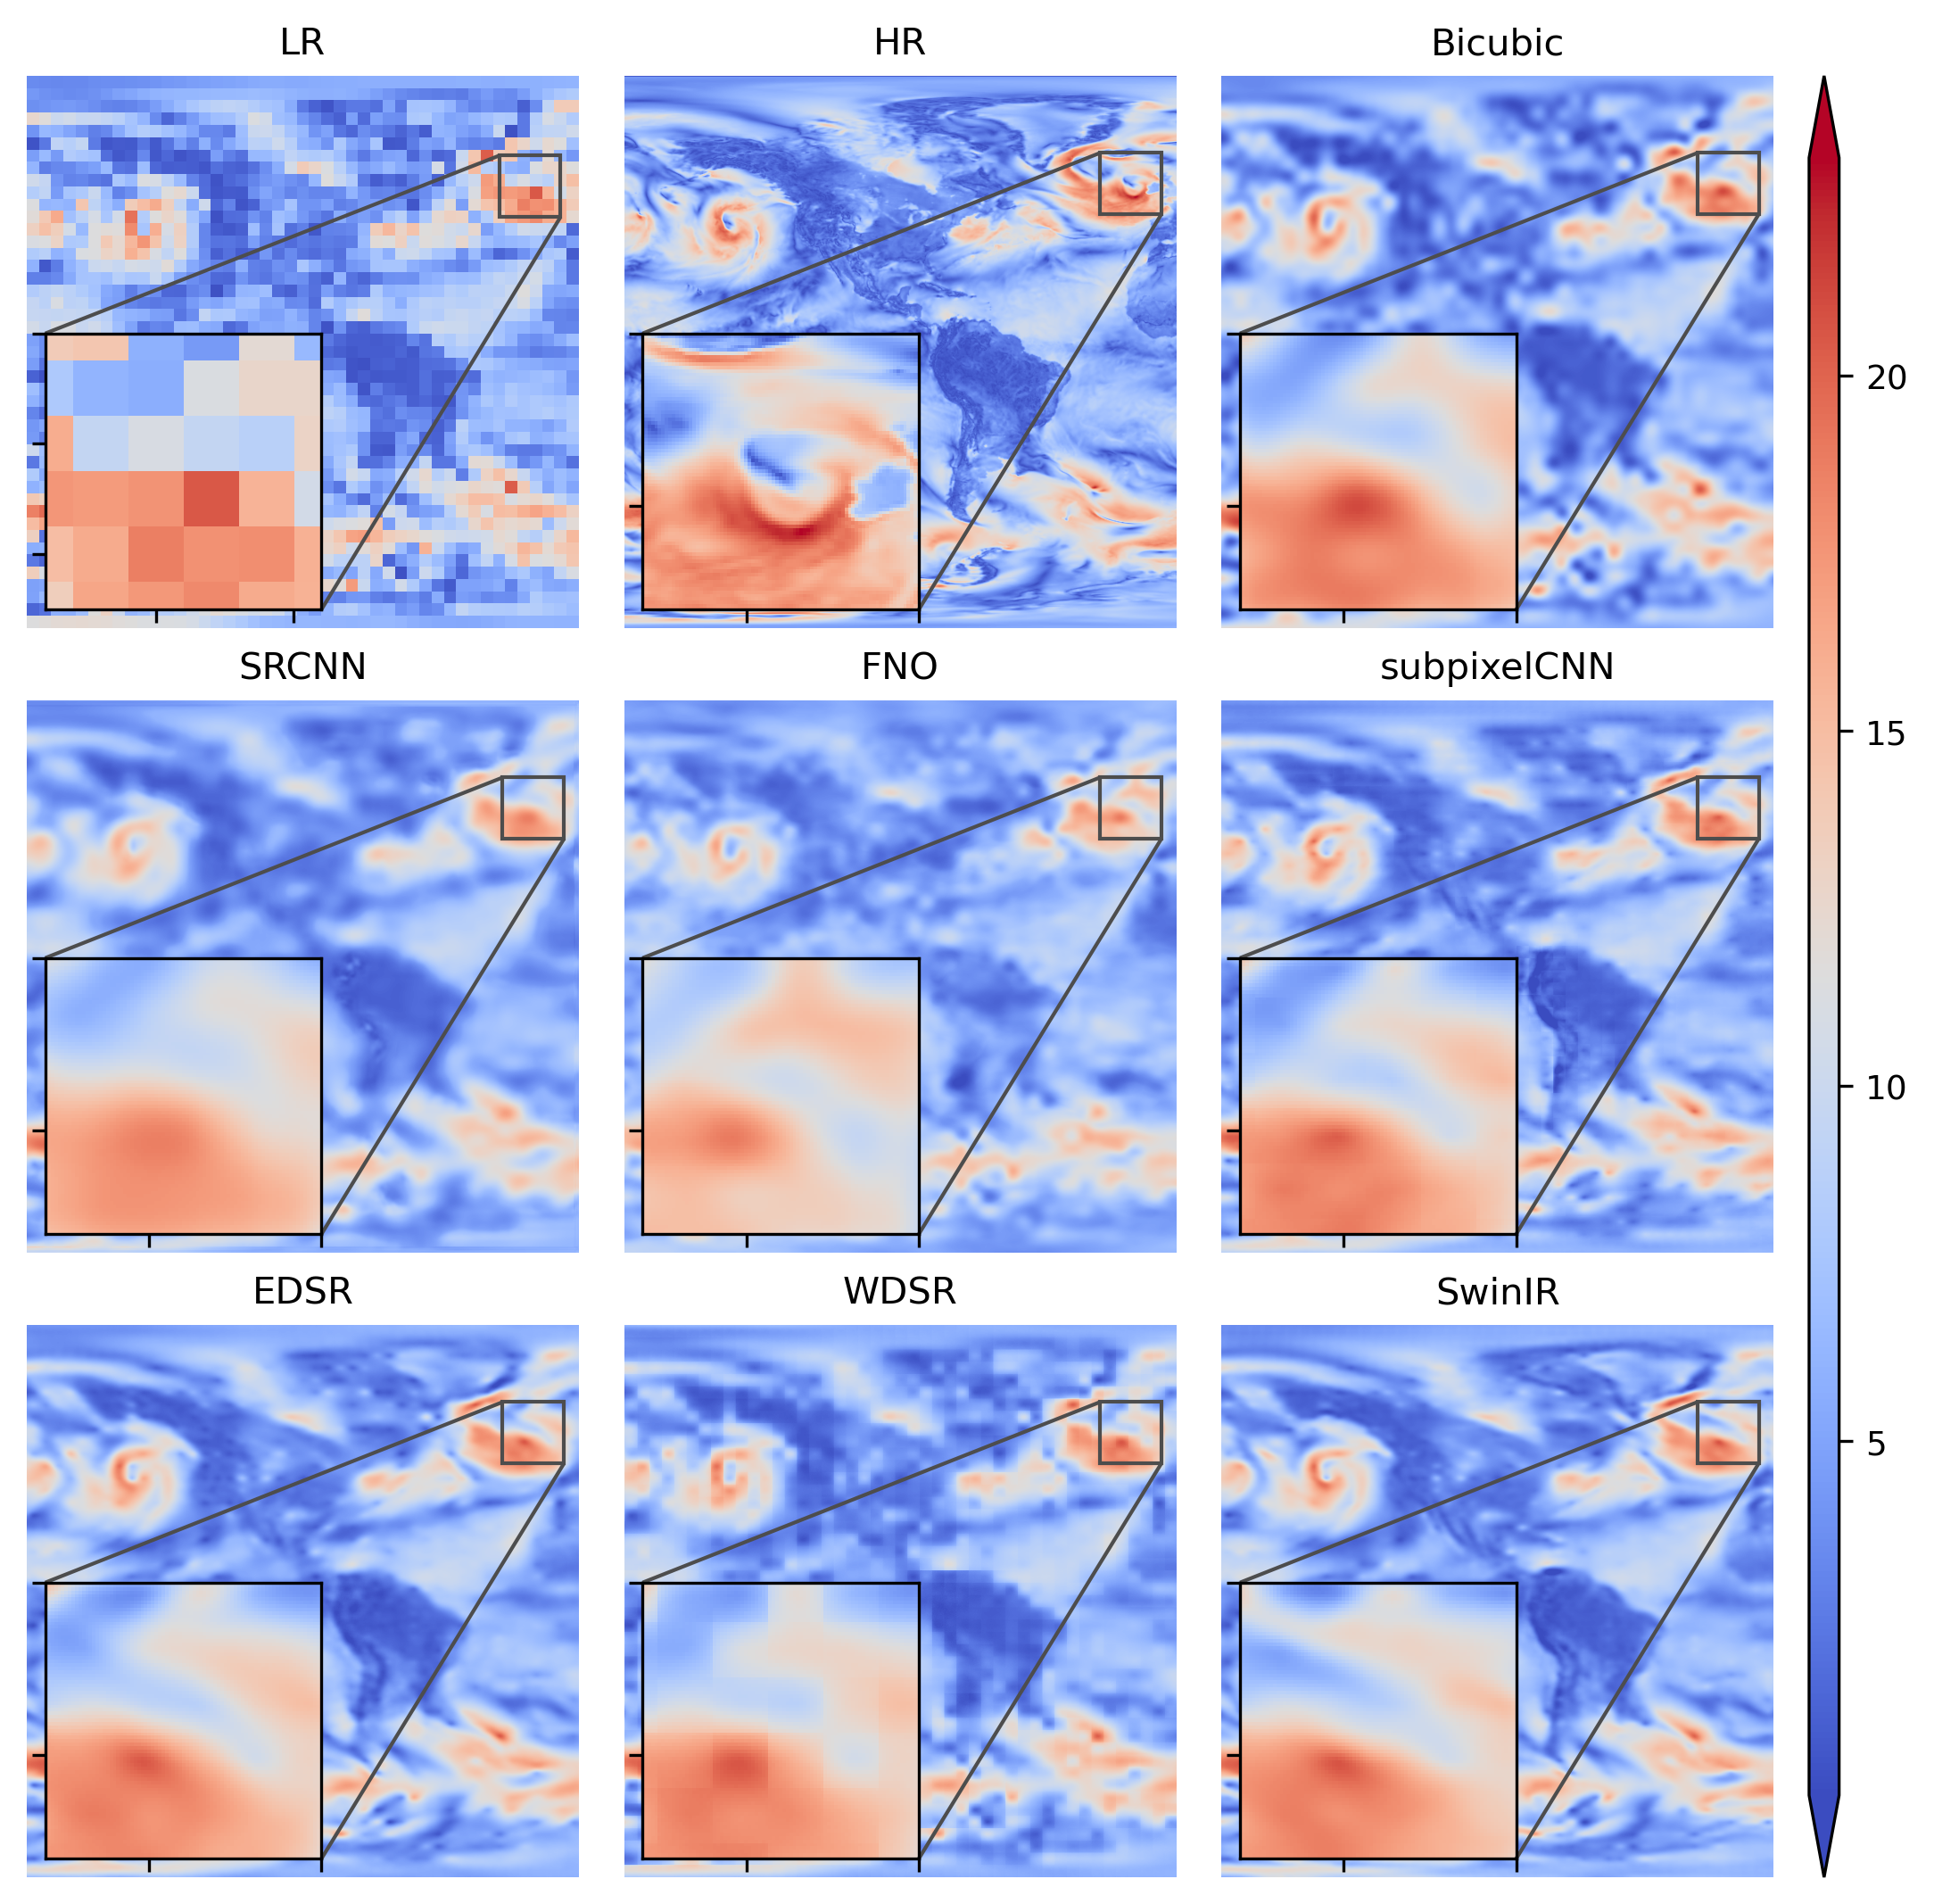 LR
HR
Bicubic
SRCNN
FNO
subpixelCNN
EDSR
WDSR
SwinIR
20
15
10
5